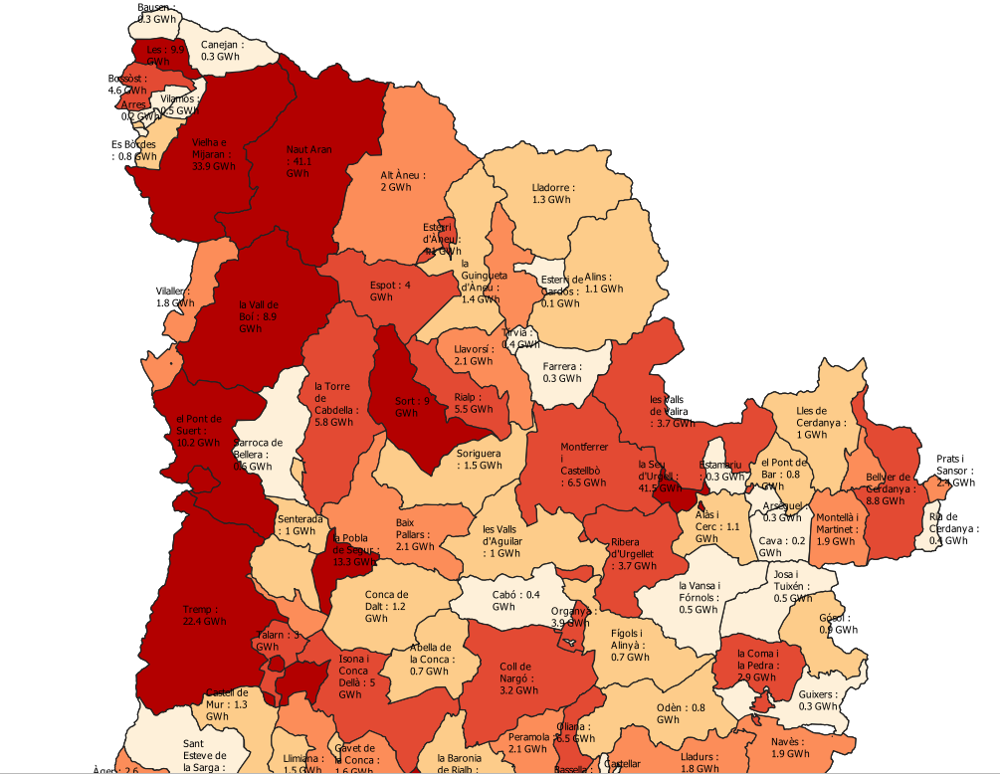 Bausen :
0.3 GWh
Les : 9.9
GWh
Canejan :
0.3 GWh
Bossòst :
4.6 GWh
Vilamòs :
0.5 GWh
Arres :
0.2 GWh
Es Bòrdes
: 0.8 GWh
Vielha e
Mijaran :
33.9 GWh
Naut Aran
: 41.1
GWh
Alt Àneu :
2 GWh
Lladorre :
1.3 GWh
Esterri
d'Àneu :
4.1 GWh
la
Guingueta
d'Àneu :
1.4 GWh
Esterri de
Cardós :
0.1 GWh
Alins :
1.1 GWh
Vilaller :
1.8 GWh
la Vall de
Boí : 8.9
GWh
Espot : 4
GWh
Tírvia :
0.4 GWh
Llavorsí :
2.1 GWh
Farrera :
0.3 GWh
la Torre
de
Cabdella :
5.8 GWh
Sort : 9
GWh
Rialp :
5.5 GWh
les Valls
de Valira
: 3.7 GWh
Lles de
Cerdanya :
1 GWh
el Pont de
Suert :
10.2 GWh
Sarroca de
Bellera :
0.6 GWh
Soriguera
: 1.5 GWh
Montferrer
i
Castellbò
: 6.5 GWh
la Seu
d'Urgell :
41.5 GWh
Estamariu
: 0.3 GWh
el Pont de
Bar : 0.8
GWh
Bellver de
Cerdanya :
8.8 GWh
Prats i
Sansor :
2.4 GWh
Senterada
: 1 GWh
la Pobla
de Segur :
13.3 GWh
Baix
Pallars :
2.1 GWh
les Valls
d'Aguilar
: 1 GWh
Ribera
d'Urgellet
: 3.7 GWh
Alàs i
Cerc : 1.1
GWh
Arsèguel :
0.3 GWh
Cava : 0.2
GWh
Montellà i
Martinet :
1.9 GWh
Riu de
Cerdanya :
0.4 GWh
Tremp :
22.4 GWh
Conca de
Dalt : 1.2
GWh
Cabó : 0.4
GWh
Organyà :
3.9 GWh
la Vansa i
Fórnols :
0.5 GWh
Josa i
Tuixén :
0.5 GWh
Gósol :
0.9 GWh
Talarn : 3
GWh
Isona i
Conca
Dellà : 5
GWh
Abella de
la Conca :
0.7 GWh
Coll de
Nargó :
3.2 GWh
Fígols i
Alinyà :
0.7 GWh
la Coma i
la Pedra :
2.9 GWh
Guixers :
0.3 GWh
Castell de
Mur : 1.3
GWh
Odèn : 0.8
GWh
Sant
Esteve de
la Sarga :
Àger : 2.6
Llimiana :
1.5 GWh
Gavet de
la Conca :
1.6 GWh
la Baronia
de Rialb :
Peramola :
2.1 GWh
Oliana :
6.5 GWh
Bassella :
Castellar
Lladurs :
1.8 GWh
Navès :
1.9 GWh